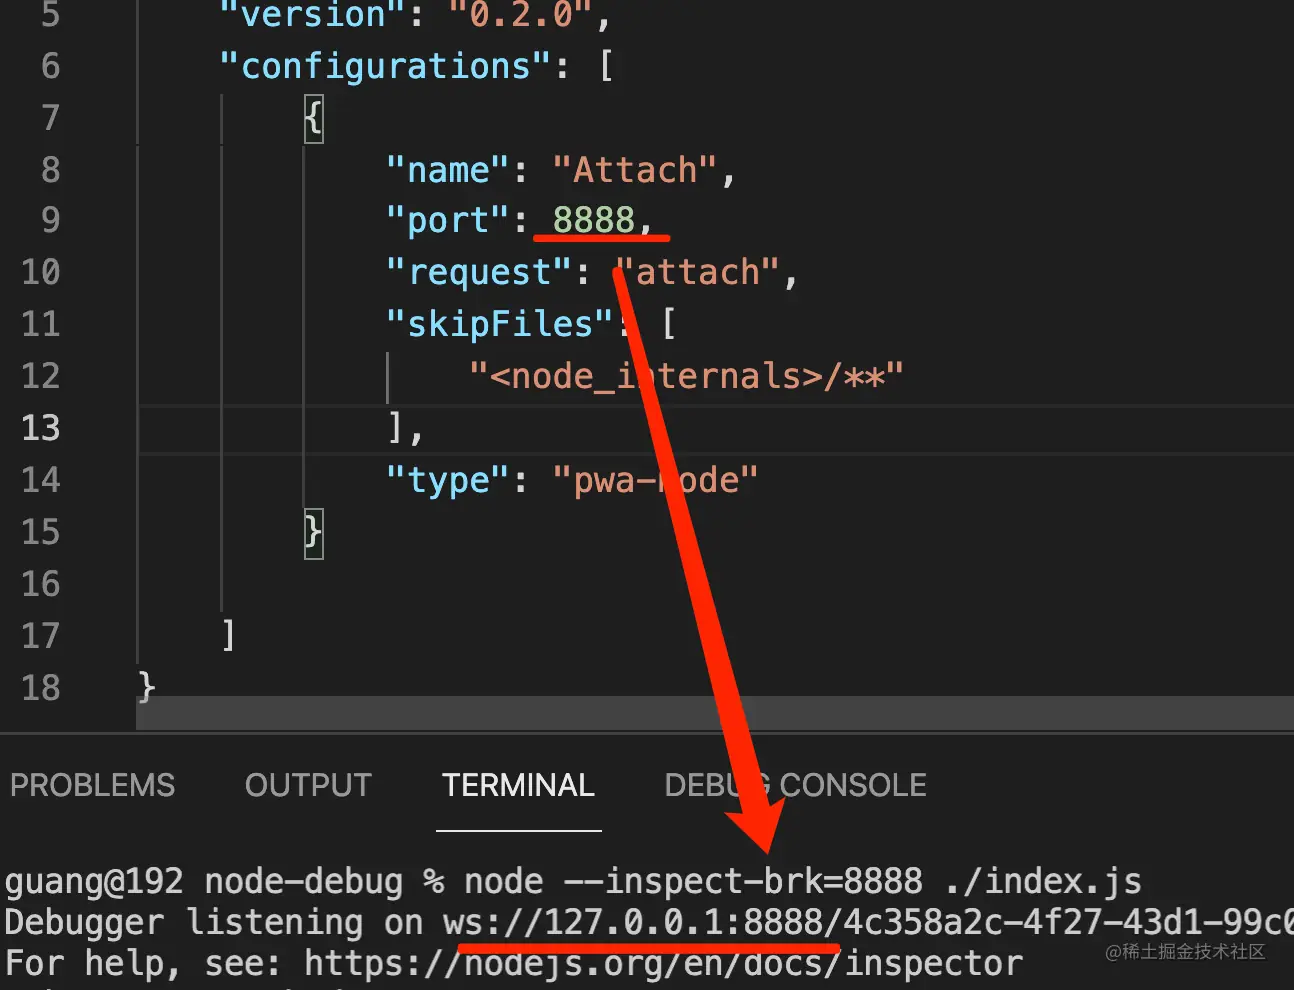 5 "version": "0.2.0",
6 "configurations": [
7 {
8 "name": "Attach",
9 "port": 8888,
10 "request": "attach",
11 "skipFiles": [
12 "<node_internals>/**"
13 ],
14 "type": "pwa-node"
15 }
16
17 ]
18 }
PROBLEMS OUTPUT TERMINAL DEBUG CONSOLE
guang@192 node-debug % node --inspect-brk=8888 ./index.js
Debugger listening on ws://127.0.0.1:8888/4c358a2c-4f27-43d1-99c0
For help, see: https://nodejs.org/en/docs/inspector
@稀土掘金技术社区